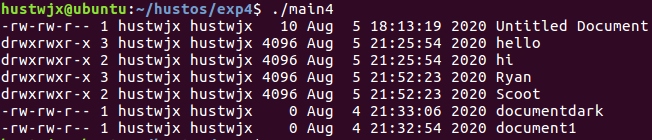 hustwjx@ubuntu:~/hustos/exp4$ ./main4
-rw-rw-r-- 1 hustwjx hustwjx   10 Aug  5 18:13:19 2020 Untitled Document
drwxrwxr-x 3 hustwjx hustwjx 4096 Aug  5 21:25:54 2020 hello
drwxrwxr-x 2 hustwjx hustwjx 4096 Aug  5 21:25:54 2020 hi
drwxrwxr-x 3 hustwjx hustwjx 4096 Aug  5 21:52:23 2020 Ryan
drwxrwxr-x 2 hustwjx hustwjx 4096 Aug  5 21:52:23 2020 Scoot
-rw-rw-r-- 1 hustwjx hustwjx    0 Aug  4 21:33:06 2020 documentdark
-rw-rw-r-- 1 hustwjx hustwjx    0 Aug  4 21:32:54 2020 document1